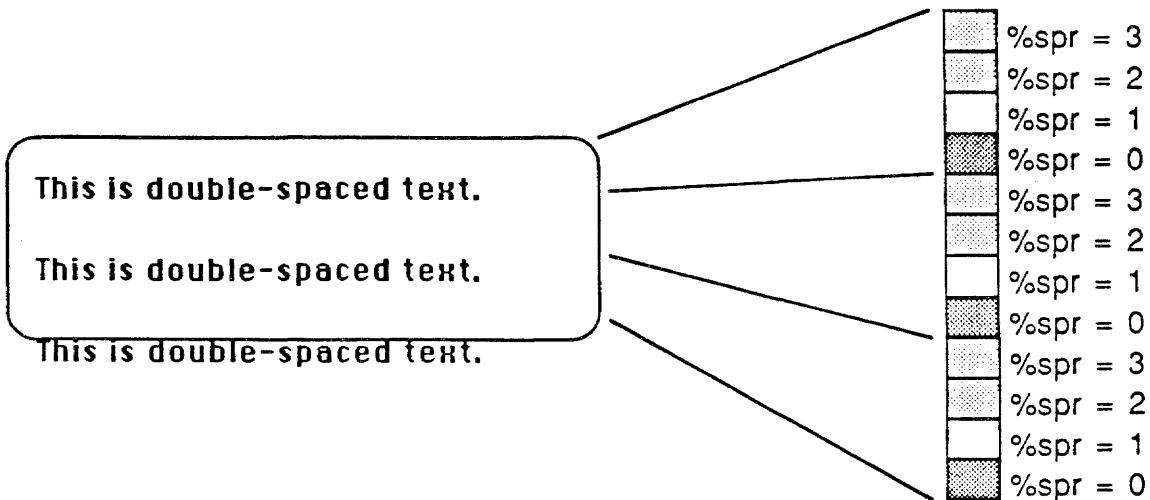 This is double-spaced text.
This is double-spaced text.
This is double-spaced text.
%spr = 3
%spr = 2
%spr = 1
%spr = 0
%spr = 3
%spr = 2
%spr = 1
%spr = 0
%spr = 3
%spr = 2
%spr = 1
%spr = 0